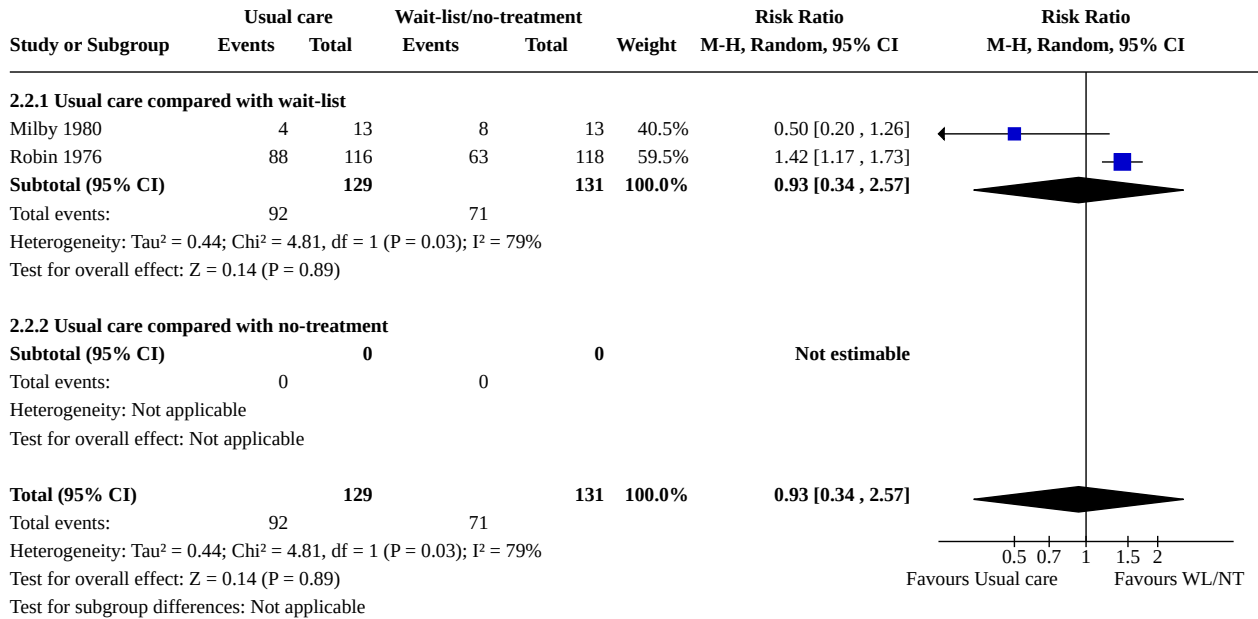 Usual care Wait-list/no-treatment Risk Ratio Risk Ratio
Study or Subgroup Events Total Events Total Weight M-H, Random, 95% CI M-H, Random, 95% CI
2.2.1 Usual care compared with wait-list
Milby 1980 4 13 8 13 40.5% 0.50 [0.20 , 1.26]
Robin 1976 88 116 63 118 59.5% 1.42 [1.17 , 1.73]
Subtotal (95% CI) 129 131 100.0% 0.93 [0.34 , 2.57]
Total events: 92 71
Heterogeneity: Tau² = 0.44; Chi² = 4.81, df = 1 (P = 0.03); I² = 79%
Test for overall effect: Z = 0.14 (P = 0.89)
2.2.2 Usual care compared with no-treatment
Subtotal (95% CI) 0 0 Not estimable
Total events: 0 0
Heterogeneity: Not applicable
Test for overall effect: Not applicable
Total (95% CI) 129 131 100.0% 0.93 [0.34 , 2.57]
Total events: 92 71
Heterogeneity: Tau² = 0.44; Chi² = 4.81, df = 1 (P = 0.03); I² = 79%
0.5 0.7 1 1.5 2
Test for overall effect: Z = 0.14 (P = 0.89) Favours Usual care Favours WL/NT
Test for subgroup differences: Not applicable